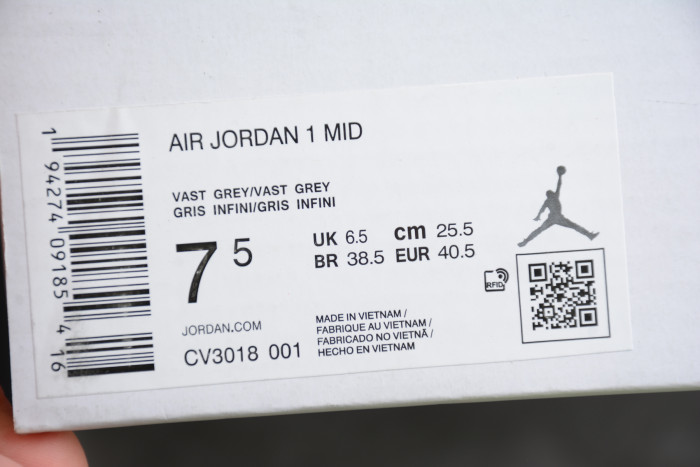 1 94274 09185 4 16
AIR JORDAN 1 MID
VAST GREY/VAST GREY
GRIS INFINI/GRIS INFINI
7 5
UK 6.5 cm 25.5
BR 38.5 EUR 40.5
RFID
JORDAN.COM
CV3018 001
MADE IN VIETNAM /
FABRIQUE AU VIETNAM /
FABRICADO NO VIETNÃ /
HECHO EN VIETNAM